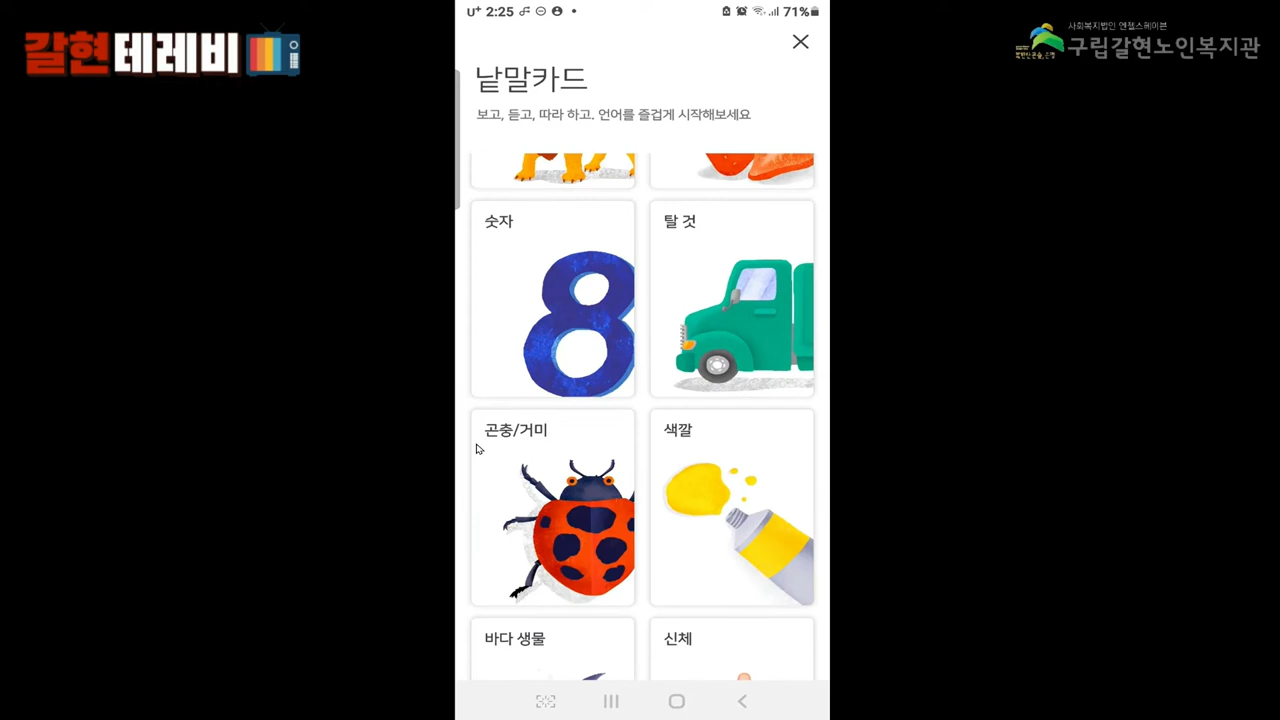 갈현테레비
사회복지법인 엔젤스헤이븐
구립갈현노인복지관
U+ 2:25
71%
낱말카드
보고, 듣고, 따라 하고. 언어를 즐겁게 시작해보세요
숫자
탈 것
8
곤충/거미
색깔
바다 생물
신체